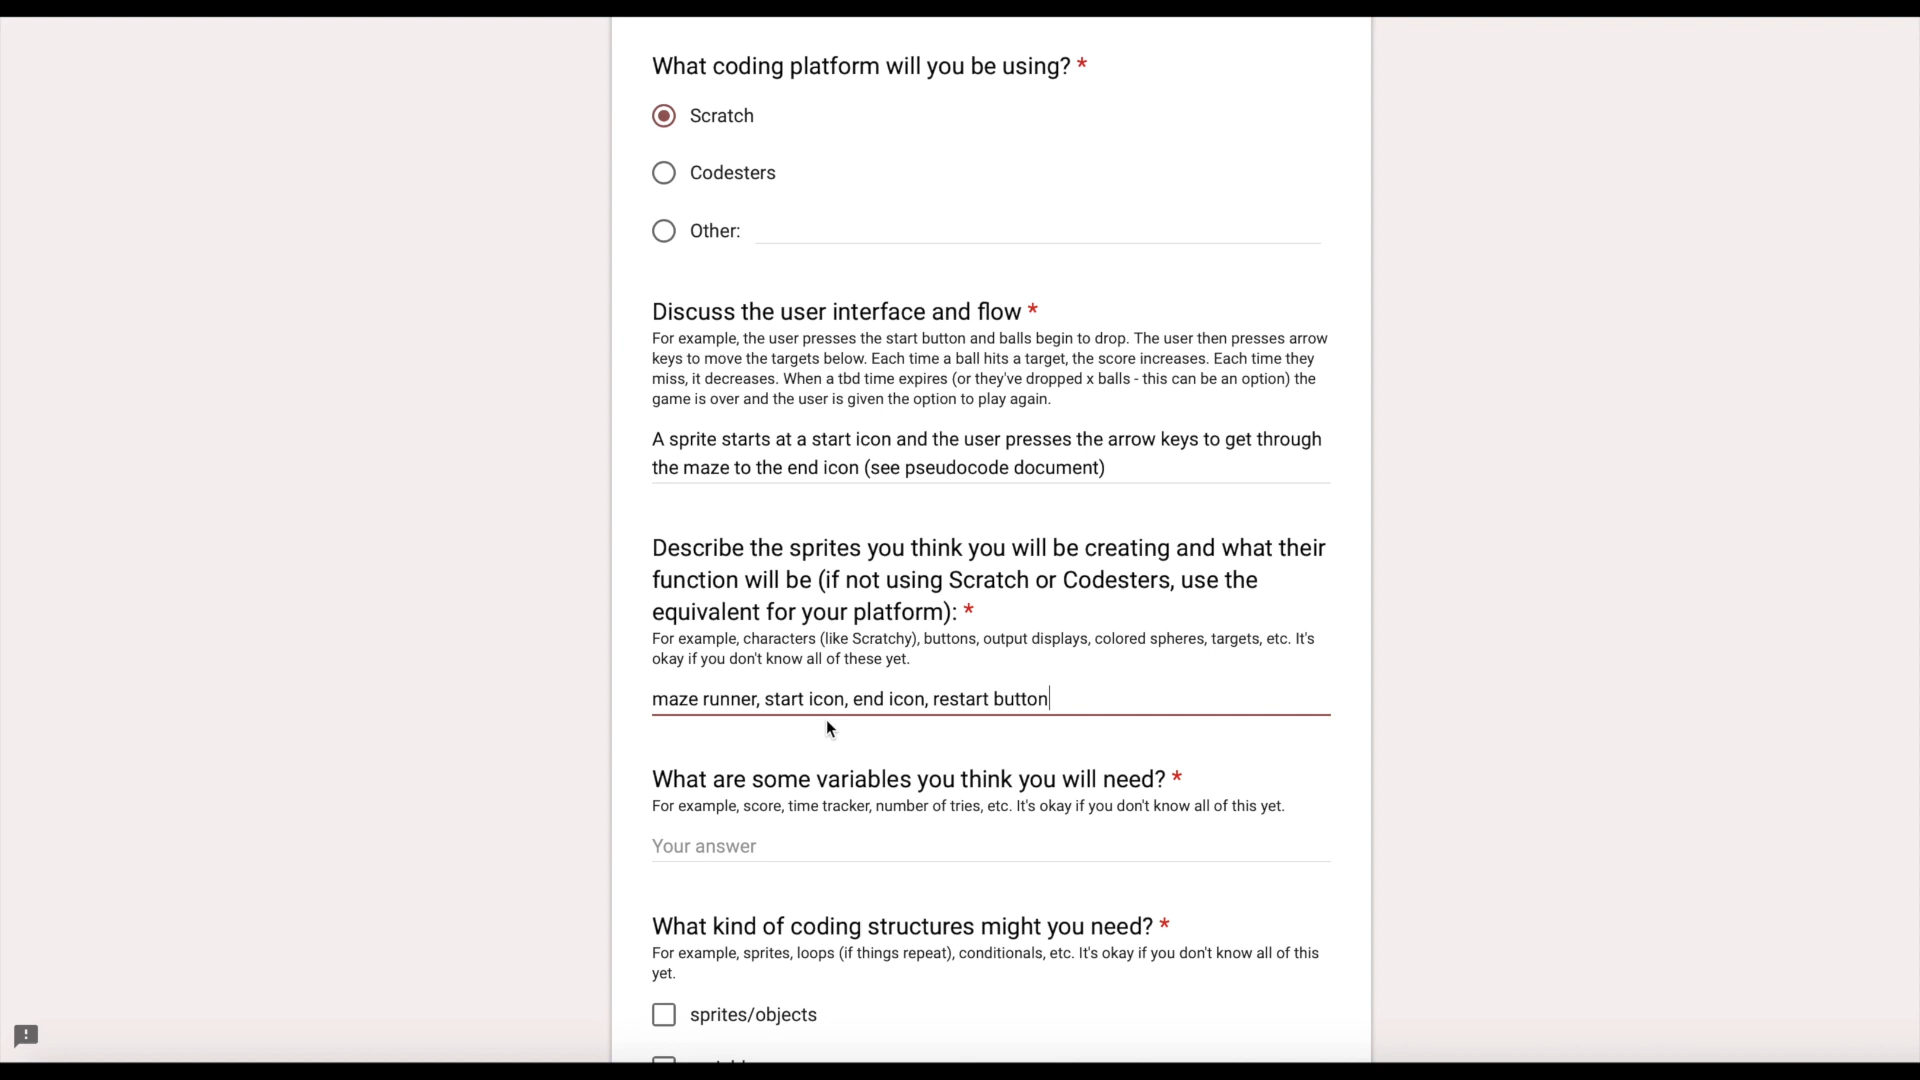 What coding platform will you be using? *
Scratch
Codesters
Other:
Discuss the user interface and flow *
For example, the user presses the start button and balls begin to drop. The user then presses arrow
keys to move the targets below. Each time a ball hits a target, the score increases. Each time they
miss, it decreases. When a tbd time expires (or they've dropped x balls - this can be an option) the
game is over and the user is given the option to play again.
A sprite starts at a start icon and the user presses the arrow keys to get through
the maze to the end icon (see pseudocode document)
Describe the sprites you think you will be creating and what their
function will be (if not using Scratch or Codesters, use the
equivalent for your platform): *
For example, characters (like Scratchy), buttons, output displays, colored spheres, targets, etc. It's
okay if you don't know all of these yet.
maze runner, start icon, end icon, restart button
What are some variables you think you will need? *
For example, score, time tracker, number of tries, etc. It's okay if you don't know all of this yet.
Your answer
What kind of coding structures might you need? *
For example, sprites, loops (if things repeat), conditionals, etc. It's okay if you don't know all of this
yet.
sprites/objects